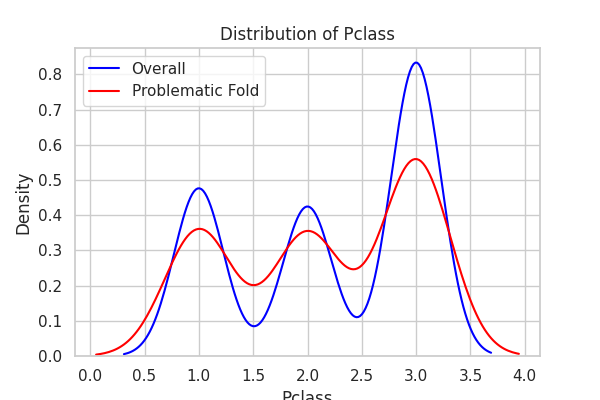 Distribution of Pclass
Overall
Problematic Fold
Density
0.8
0.7
0.6
0.5
0.4
0.3
0.2
0.1
0.0
0.0 0.5 1.0 1.5 2.0 2.5 3.0 3.5 4.0
Pclass